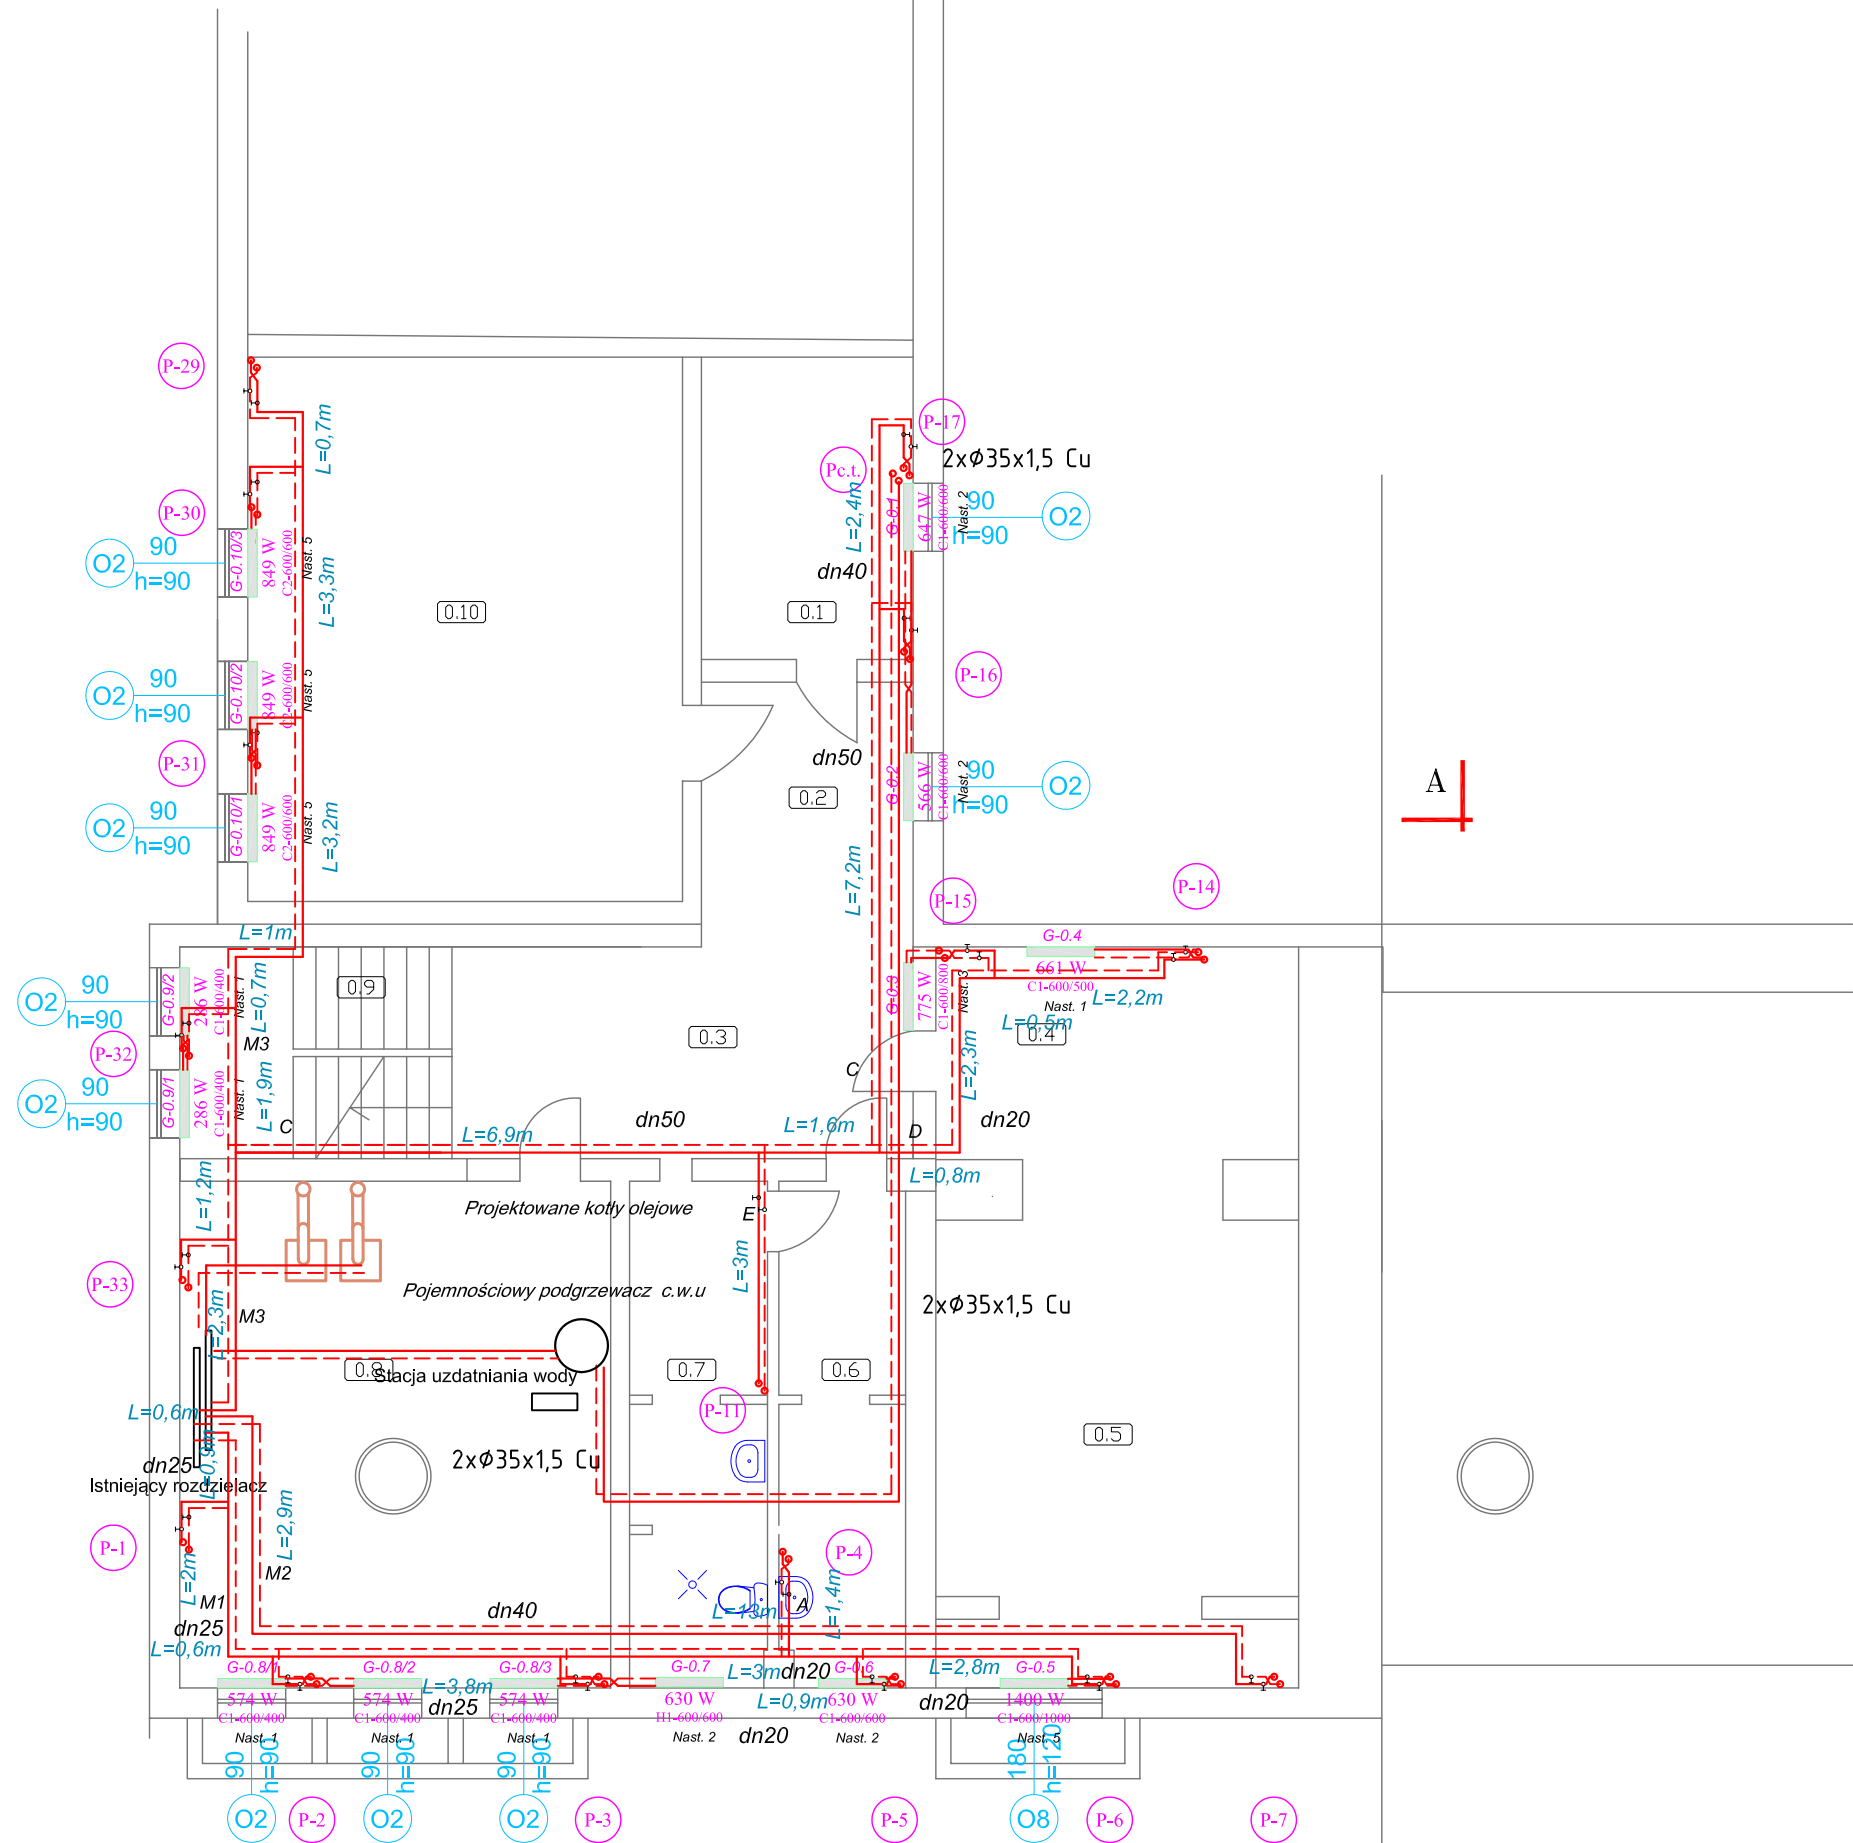 P-29
L=0,7m
P-30
O2
90
h=90
G-0.10/3
849 W
C2-600/600
Nast. 5
L=3,3m
0.10
O2
90
h=90
G-0.10/2
849 W
C2-600/600
Nast. 5
P-31
O2
90
h=90
G-0.10/1
849 W
C2-600/600
Nast. 5
L=3,2m
P-17
Pc.t.
2xϕ35x1,5 Cu
L=2,4m
G-0.1
647 W
C1-600/600
Nast. 2
90
h=90
O2
dn40
0.1
P-16
dn50
0.2
G-0.2
566 W
C1-600/600
Nast. 2
90
h=90
O2
A
L=7,2m
P-15
P-14
L=1m
O2
90
h=90
G-0.9/2
286 W
C1-600/400
Nast. 1
L=0,7m
0.9
M3
P-32
O2
90
h=90
G-0.9/1
286 W
C1-600/400
Nast. 1
L=1,9m
C
0.3
G-0.3
775 W
C1-600/800
Nast. 3
G-0.4
661 W
C1-600/500
Nast. 1
L=2,2m
L=0,5m
0.4
C
L=2,3m
dn20
L=6,9m
dn50
L=1,6m
D
L=0,8m
L=1,2m
Projektowane kotły olejowe
E
P-33
Pojemnościowy podgrzewacz c.w.u
L=3m
2xϕ35x1,5 Cu
M3
L=2,3m
0.8
Stacja uzdatniania wody
0.7
0.6
L=0,6m
P-11
0.5
L=0,9m
dn25
2xϕ35x1,5 Cu
Istniejący rozdzielacz
P-1
L=2m
L=2,9m
M2
M1
P-4
dn25
dn40
L=13m
A
L=1,4m
L=0,6m
G-0.8/1
G-0.8/2
G-0.8/3
G-0.7
L=3m
dn20
G-0.6
L=2,8m
G-0.5
574 W
C1-600/400
Nast. 1
574 W
C1-600/400
Nast. 1
L=3,8m
dn25
574 W
C1-600/400
Nast. 1
630 W
H1-600/600
Nast. 2
L=0,9m
dn20
630 W
C1-600/600
Nast. 2
dn20
1400 W
C1-600/1000
Nast. 5
90
h=90
90
h=90
90
h=90
180
h=120
O2
P-2
O2
O2
P-3
P-5
O8
P-6
P-7